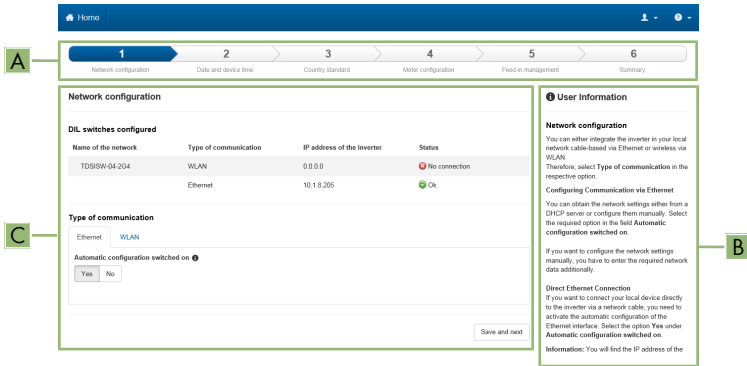 Home
A
1 2 3 4 5 6
Network configuration Date and device time Country standard Meter configuration Feed-in management Summary
C
Network configuration
DIL switches configured
Name of the network Type of communication IP address of the inverter Status
TDSISW-04-2G4 WLAN 0.0.0.0 No connection
Ethernet 10.1.8.205 Ok
Type of communication
Ethernet WLAN
Automatic configuration switched on
Yes No
Save and next
B
User Information
Network configuration
You can either integrate the inverter in your local
network cable-based via Ethernet or wireless via
WLAN.
Therefore, select Type of communication in the
respective option.
Configuring Communication via Ethernet
You can obtain the network settings either from a
DHCP server or configure them manually. Select
the required option in the field Automatic
configuration switched on.
If you want to configure the network settings
manually, you have to enter the required network
data additionally.
Direct Ethernet Connection
If you want to connect your local device directly
to the inverter via a network cable, you need to
activate the automatic configuration of the
Ethernet interface. Select the option Yes under
Automatic configuration switched on.
Information: You will find the IP address of the